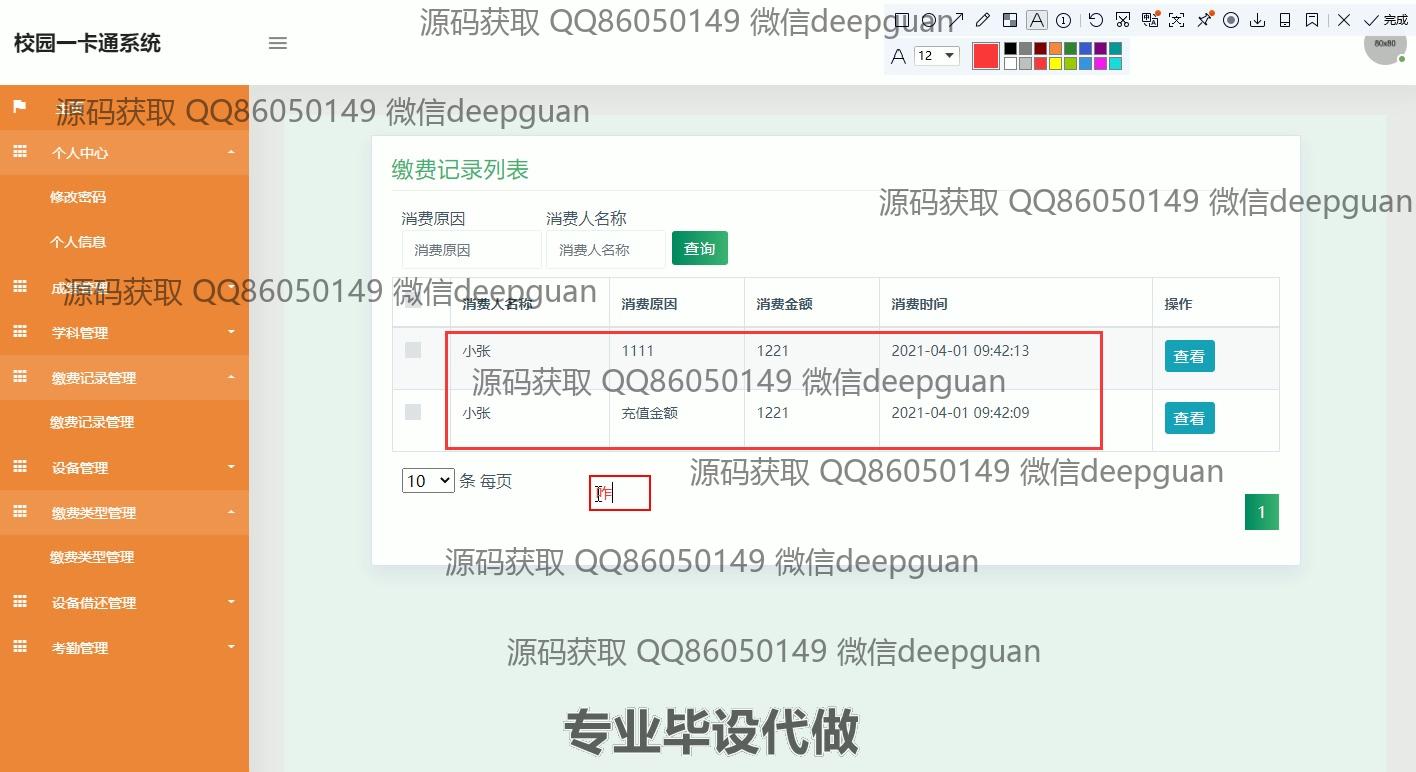 源码获取 QQ86050149 微信deepguan
校园一卡通系统
完成
A 12
80x80
主页
源码获取 QQ86050149 微信deepguan
个人中心
缴费记录列表
修改密码
源码获取 QQ86050149 微信deepguan
消费原因 消费人名称
个人信息
消费原因 消费人名称 查询
成绩管理
源码获取 QQ86050149 微信deepguan
消费人名称 消费原因 消费金额 消费时间 操作
学科管理
小张 1111 1221 2021-04-01 09:42:13 查看
缴费记录管理
源码获取 QQ86050149 微信deepguan
小张 充值金额 1221 2021-04-01 09:42:09 查看
缴费记录管理
设备管理
源码获取 QQ86050149 微信deepguan
10 条 每页
昨
1
缴费类型管理
缴费类型管理
源码获取 QQ86050149 微信deepguan
设备借还管理
考勤管理
源码获取 QQ86050149 微信deepguan
专业毕设代做